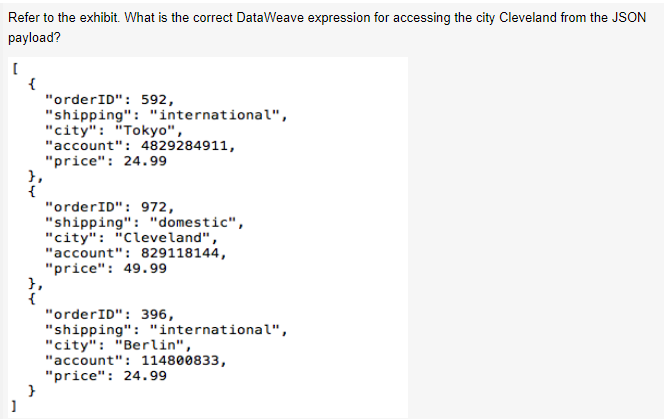 Refer to the exhibit. What is the correct DataWeave expression for accessing the city Cleveland from the JSON
payload?
[
{
"orderID": 592,
"shipping": "international",
"city": "Tokyo",
"account": 4829284911,
"price": 24.99
},
{
"orderID": 972,
"shipping": "domestic",
"city": "Cleveland",
"account": 829118144,
"price": 49.99
},
{
"orderID": 396,
"shipping": "international",
"city": "Berlin",
"account": 114800833,
"price": 24.99
}
]